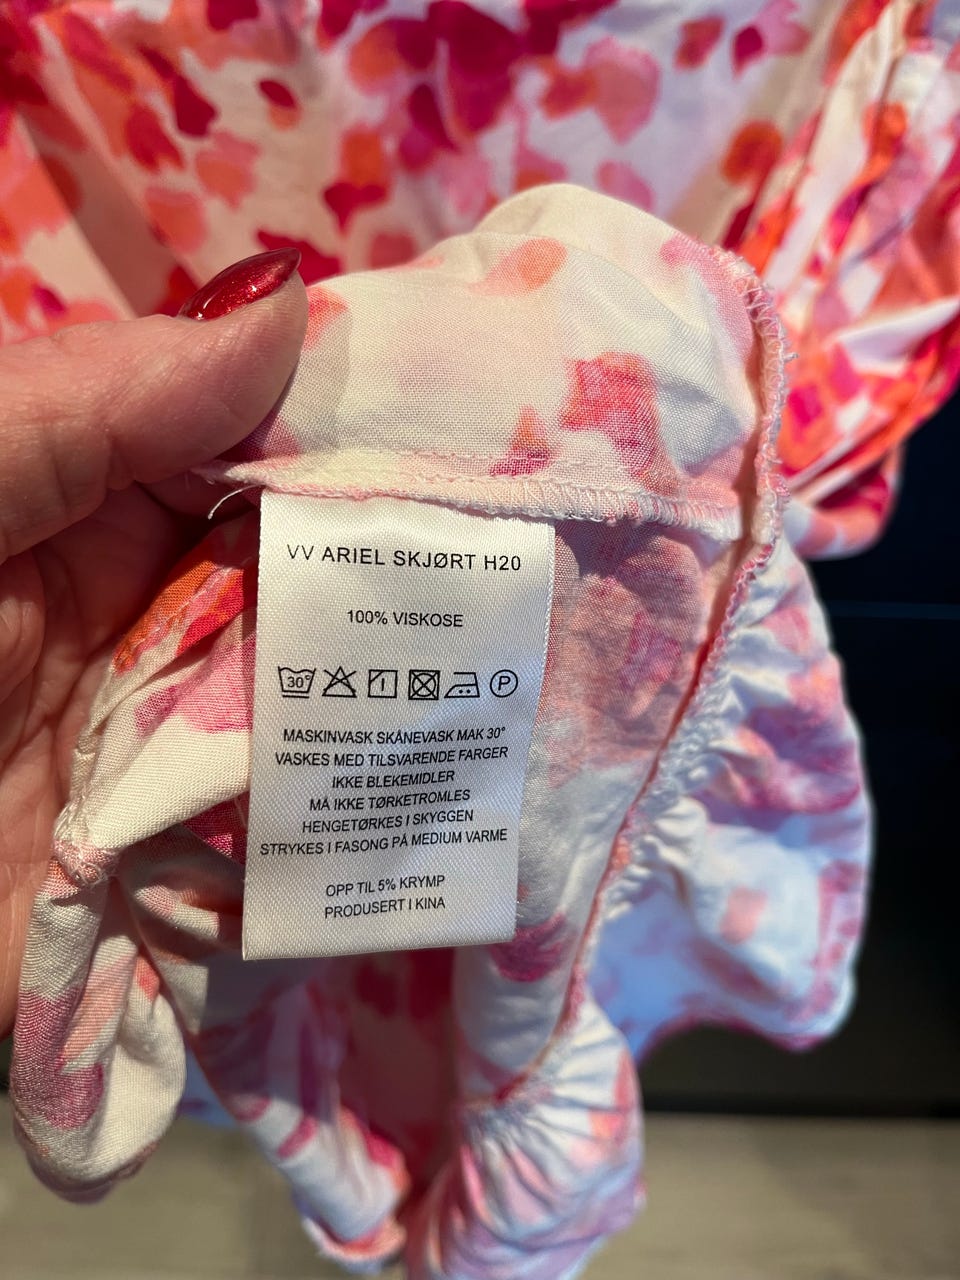 VV ARIEL SKJØRT H20
100% VISKOSE
30° P
MASKINVASK SKÅNEVASK MAK 30°
VASKES MED TILSVARENDE FARGER
IKKE BLEKEMIDLER
MÅ IKKE TØRKETROMLES
HENGETØRKES I SKYGGEN
STRYKES I FASONG PÅ MEDIUM VARME
OPP TIL 5% KRYMP
PRODUSERT I KINA